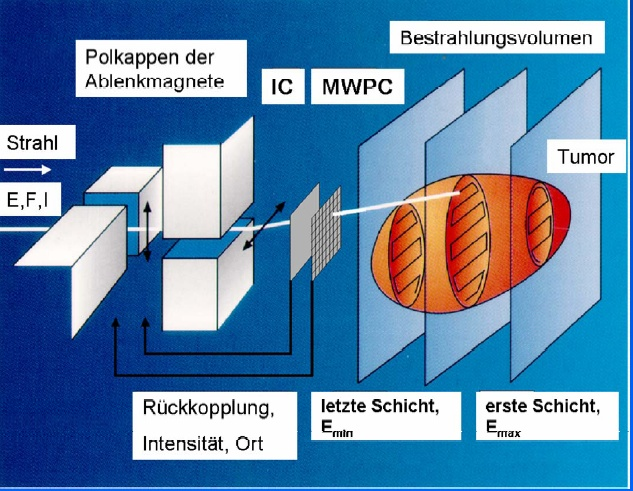 Bestrahlungsvolumen
Polkappen der
Ablenkmagnete
IC
MWPC
Strahl
E,F,I
Tumor
Rückkopplung,
Intensität, Ort
letzte Schicht,
Emin
erste Schicht,
Emax